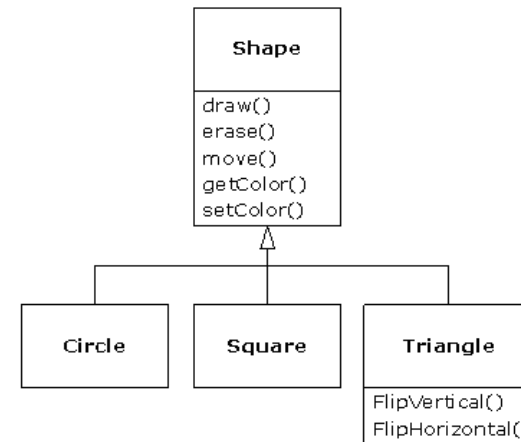 Shape
draw()
erase()
move()
getColor()
setColor()
Circle
Square
Triangle
FlipVertical()
FlipHorizontal(